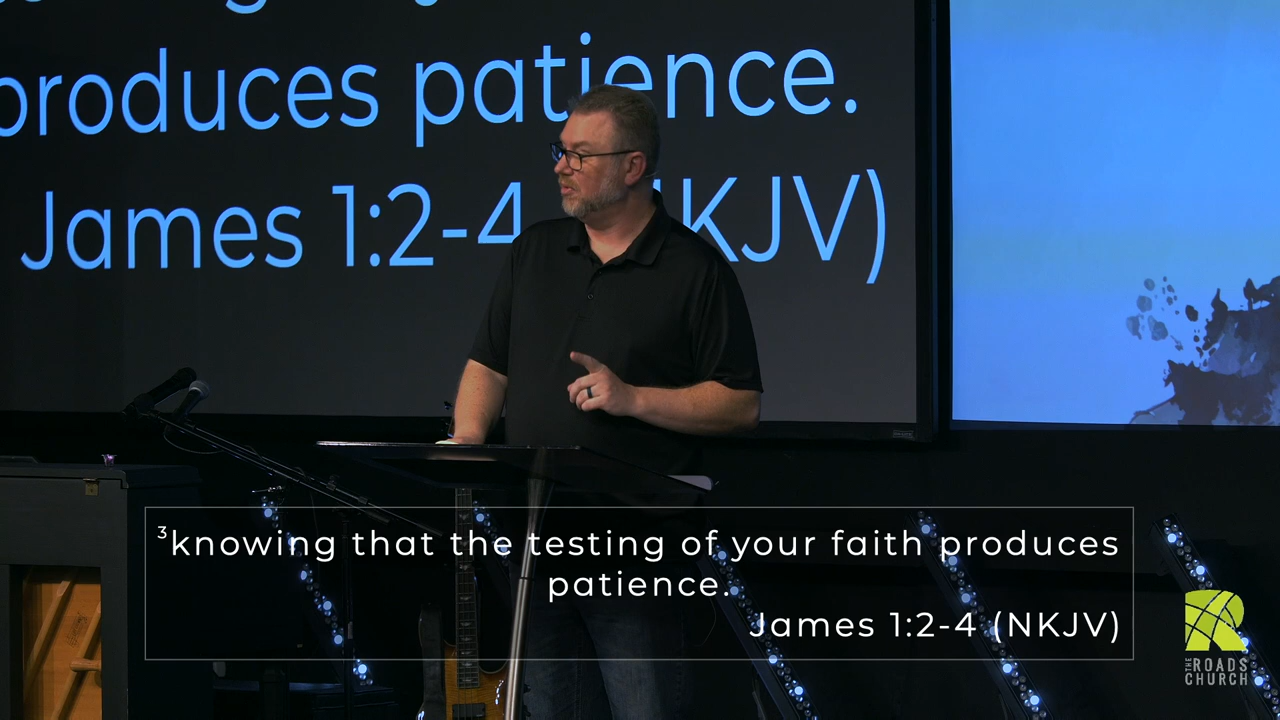 produces patience.
James 1:2-4 NKJV)
³knowing that the testing of your faith produces
patience.
James 1:2-4 (NKJV)
THE ROADS
CHURCH